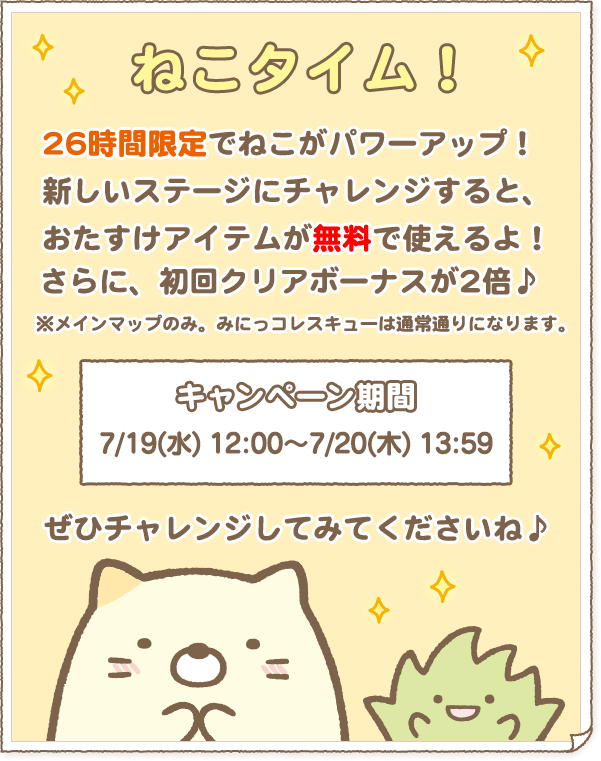 ねこタイム！
26時間限定でねこがパワーアップ！
新しいステージにチャレンジすると、
おたすけアイテムが無料で使えるよ！
さらに、初回クリアボーナスが2倍♪
※メインマップのみ。みにっコレスキューは通常通りになります。
キャンペーン期間
7/19(水) 12:00～7/20(木) 13:59
ぜひチャレンジしてみてくださいね♪